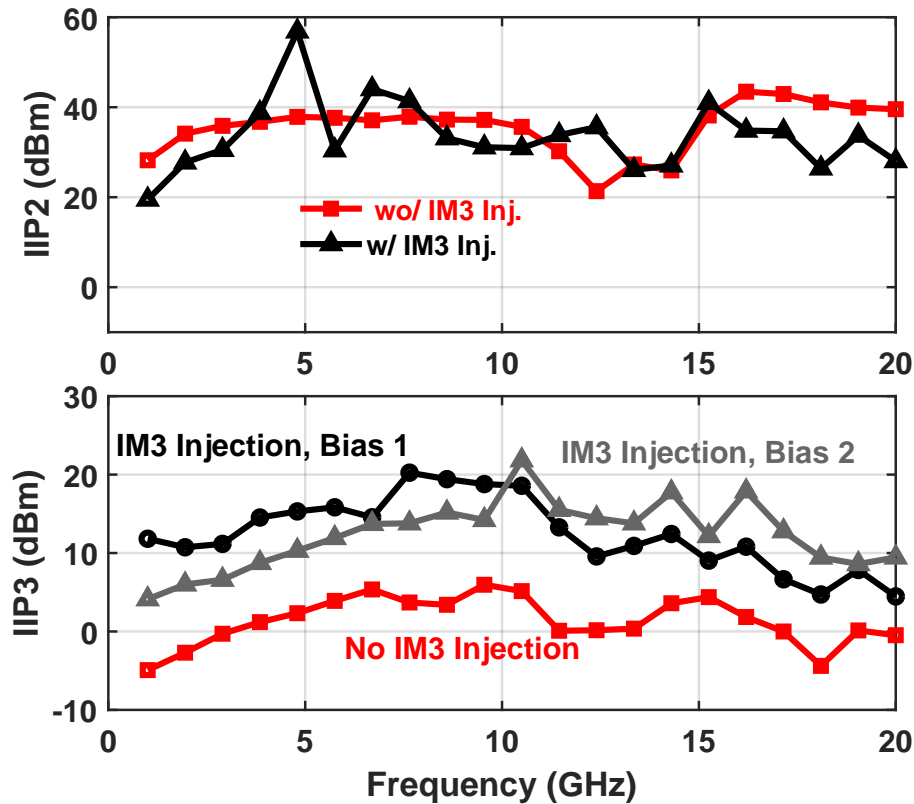 60
40
20
0
IIP2 (dBm)
wo/ IM3 Inj.
w/ IM3 Inj.
0 5 10 15 20
30
20
10
0
-10
IIP3 (dBm)
IM3 Injection, Bias 1
IM3 Injection, Bias 2
No IM3 Injection
0 5 10 15 20
Frequency (GHz)